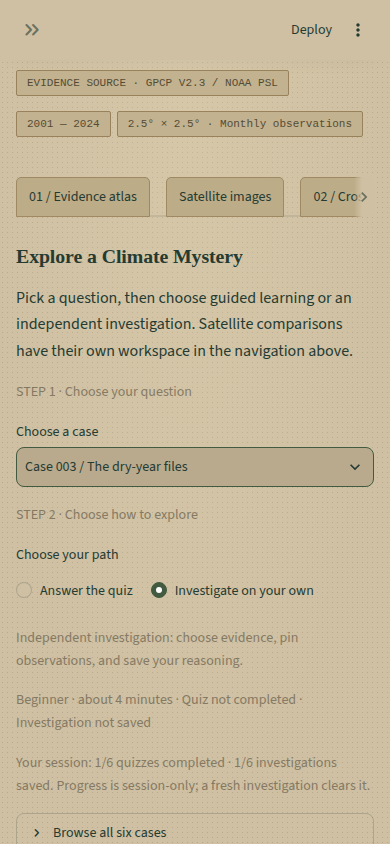 Deploy
EVIDENCE SOURCE · GPCP V2.3 / NOAA PSL
2001 — 2024
2.5° × 2.5° · Monthly observations
01 / Evidence atlas
Satellite images
02 / Cro
Explore a Climate Mystery
Pick a question, then choose guided learning or an
independent investigation. Satellite comparisons
have their own workspace in the navigation above.
STEP 1 · Choose your question
Choose a case
Case 003 / The dry-year files
STEP 2 · Choose how to explore
Choose your path
Answer the quiz
Investigate on your own
Independent investigation: choose evidence, pin
observations, and save your reasoning.
Beginner · about 4 minutes · Quiz not completed ·
Investigation not saved
Your session: 1/6 quizzes completed · 1/6 investigations
saved. Progress is session-only; a fresh investigation clears it.
Browse all six cases